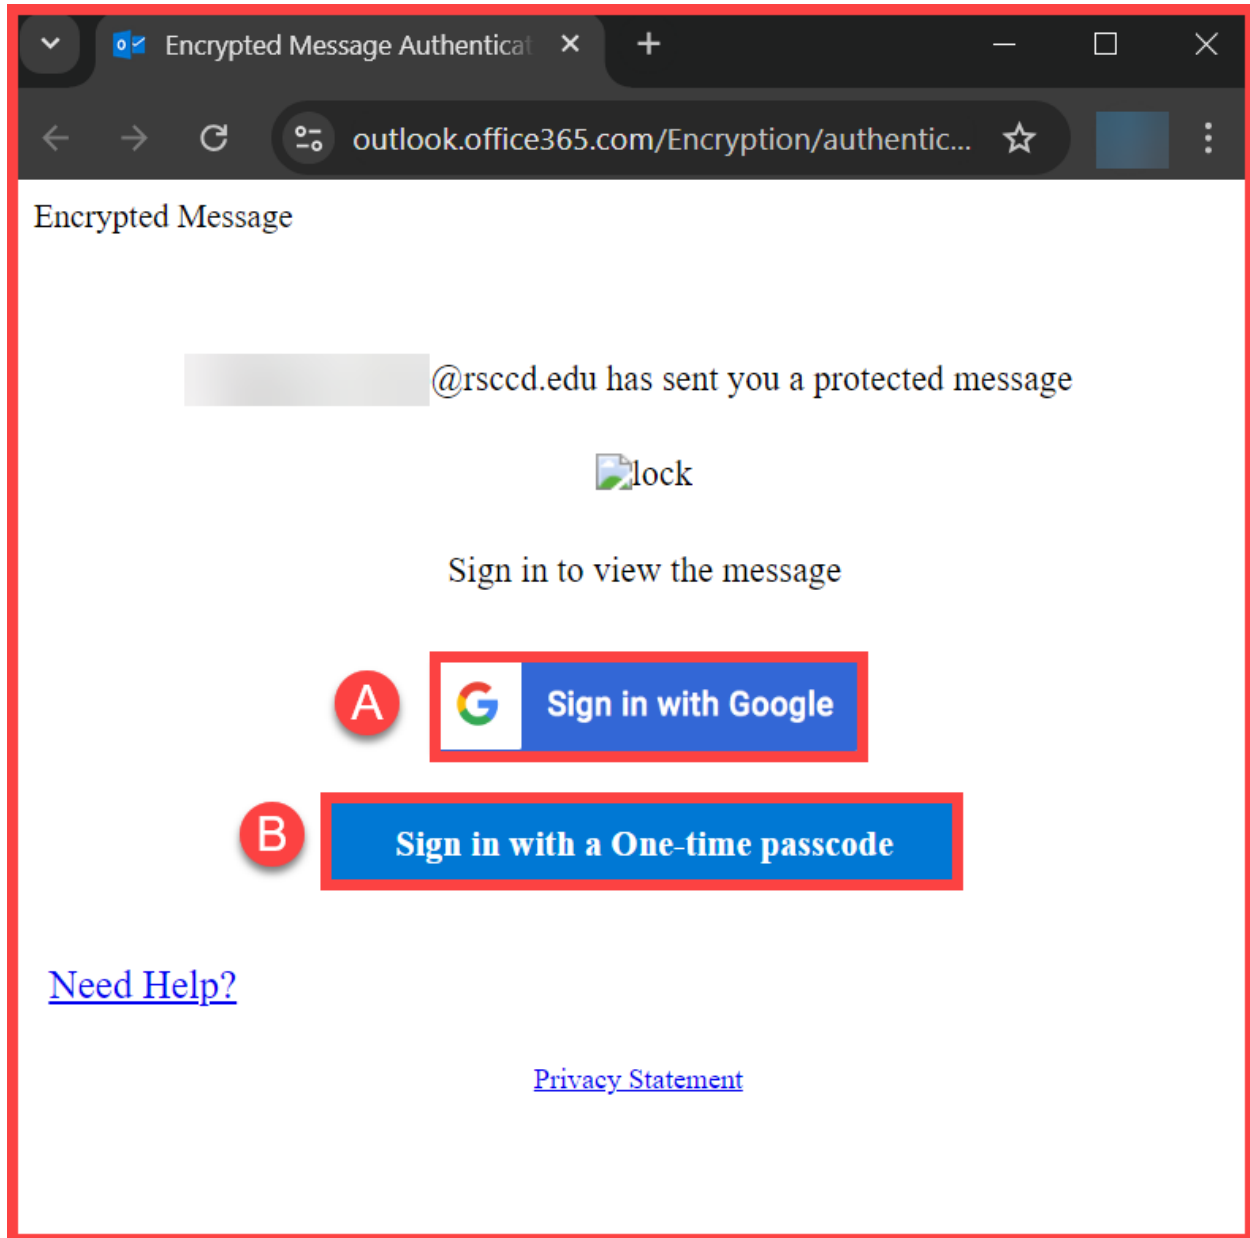 Encrypted Message Authenticat
outlook.office365.com/Encryption/authentic...
Encrypted Message
@rsccd.edu has sent you a protected message
lock
Sign in to view the message
A
G Sign in with Google
B
Sign in with a One-time passcode
Need Help?
Privacy Statement